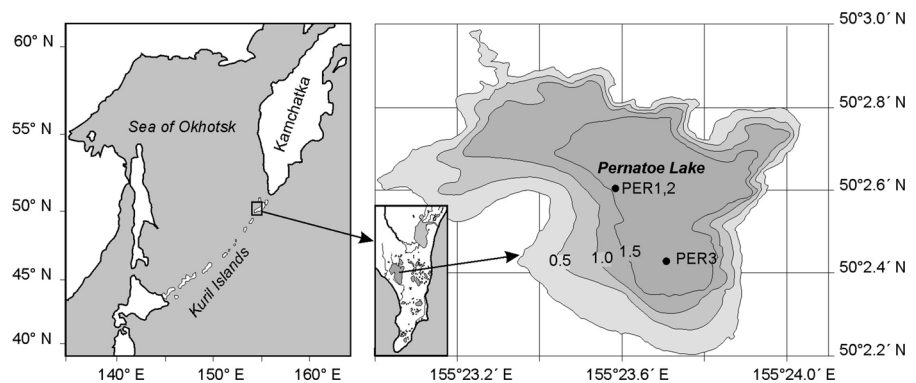 60° N
55° N
50° N
45° N
40° N
140° E
150° E
160° E
Sea of Okhotsk
Kamchatka
Kuril Islands
50°3.0´ N
50°2.8´ N
50°2.6´ N
50°2.4´ N
50°2.2´ N
Pernatoe Lake
PER1,2
PER3
0.5
1.0
1.5
155°23.2´ E
155°23.6´ E
155°24.0´ E